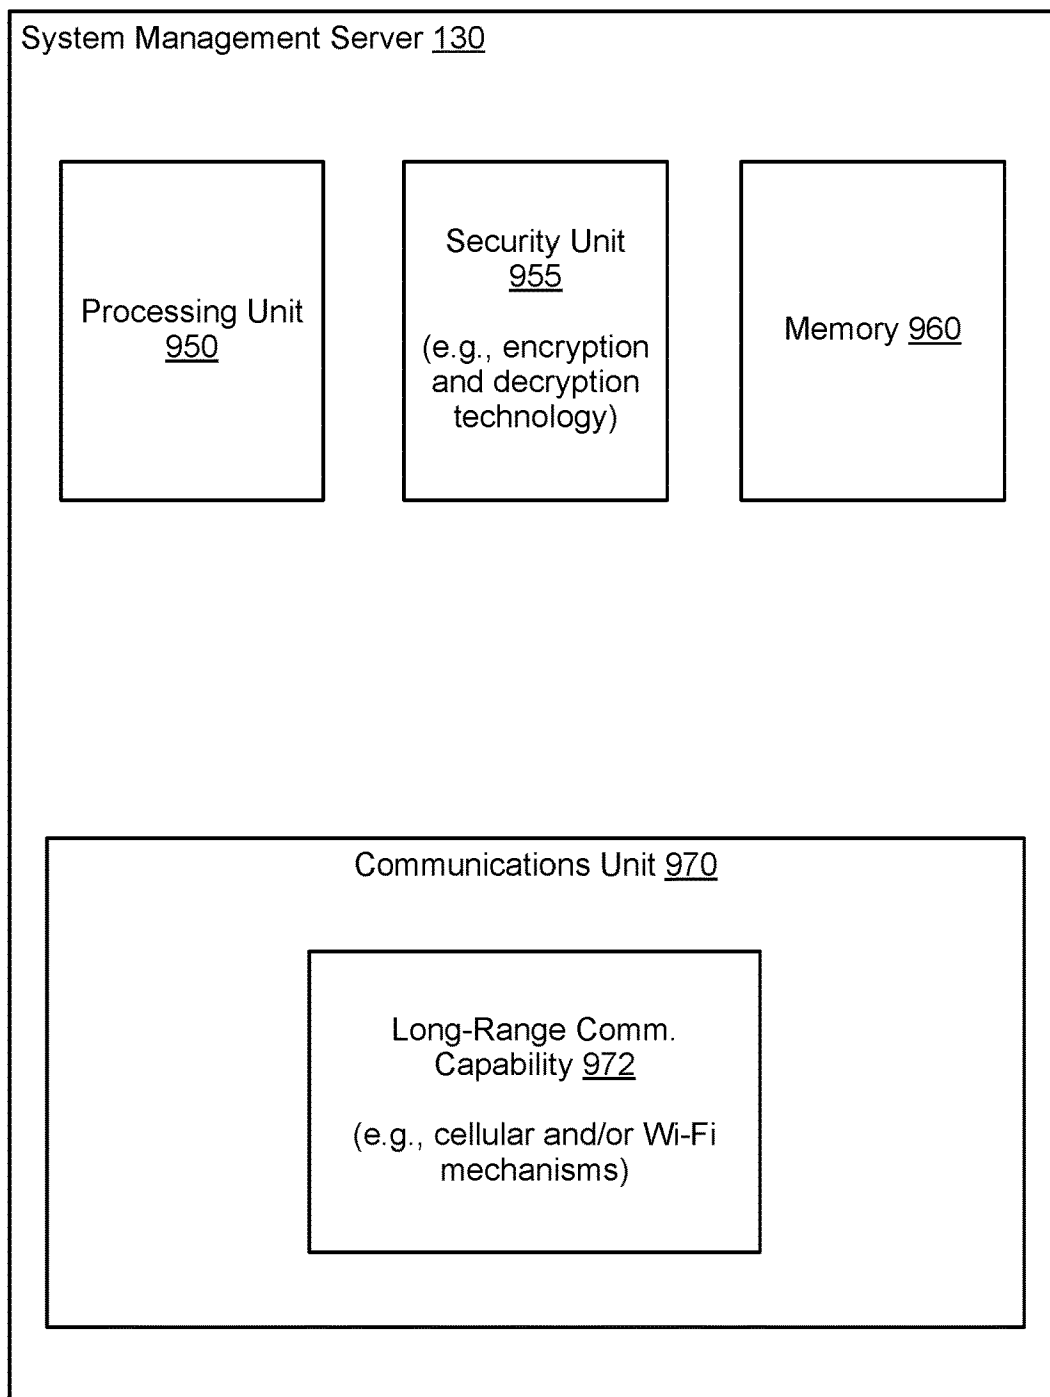 System Management Server 130
Processing Unit
950
Security Unit
955
(e.g., encryption
and decryption
technology)
Memory 960
Communications Unit 970
Long-Range Comm.
Capability 972
(e.g., cellular and/or Wi-Fi
mechanisms)